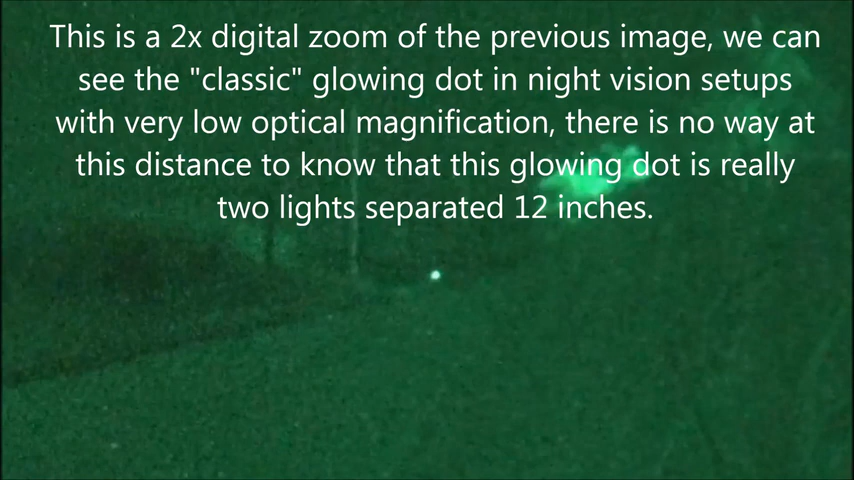 This is a 2x digital zoom of the previous image, we can
see the "classic" glowing dot in night vision setups
with very low optical magnification, there is no way at
this distance to know that this glowing dot is really
two lights separated 12 inches.